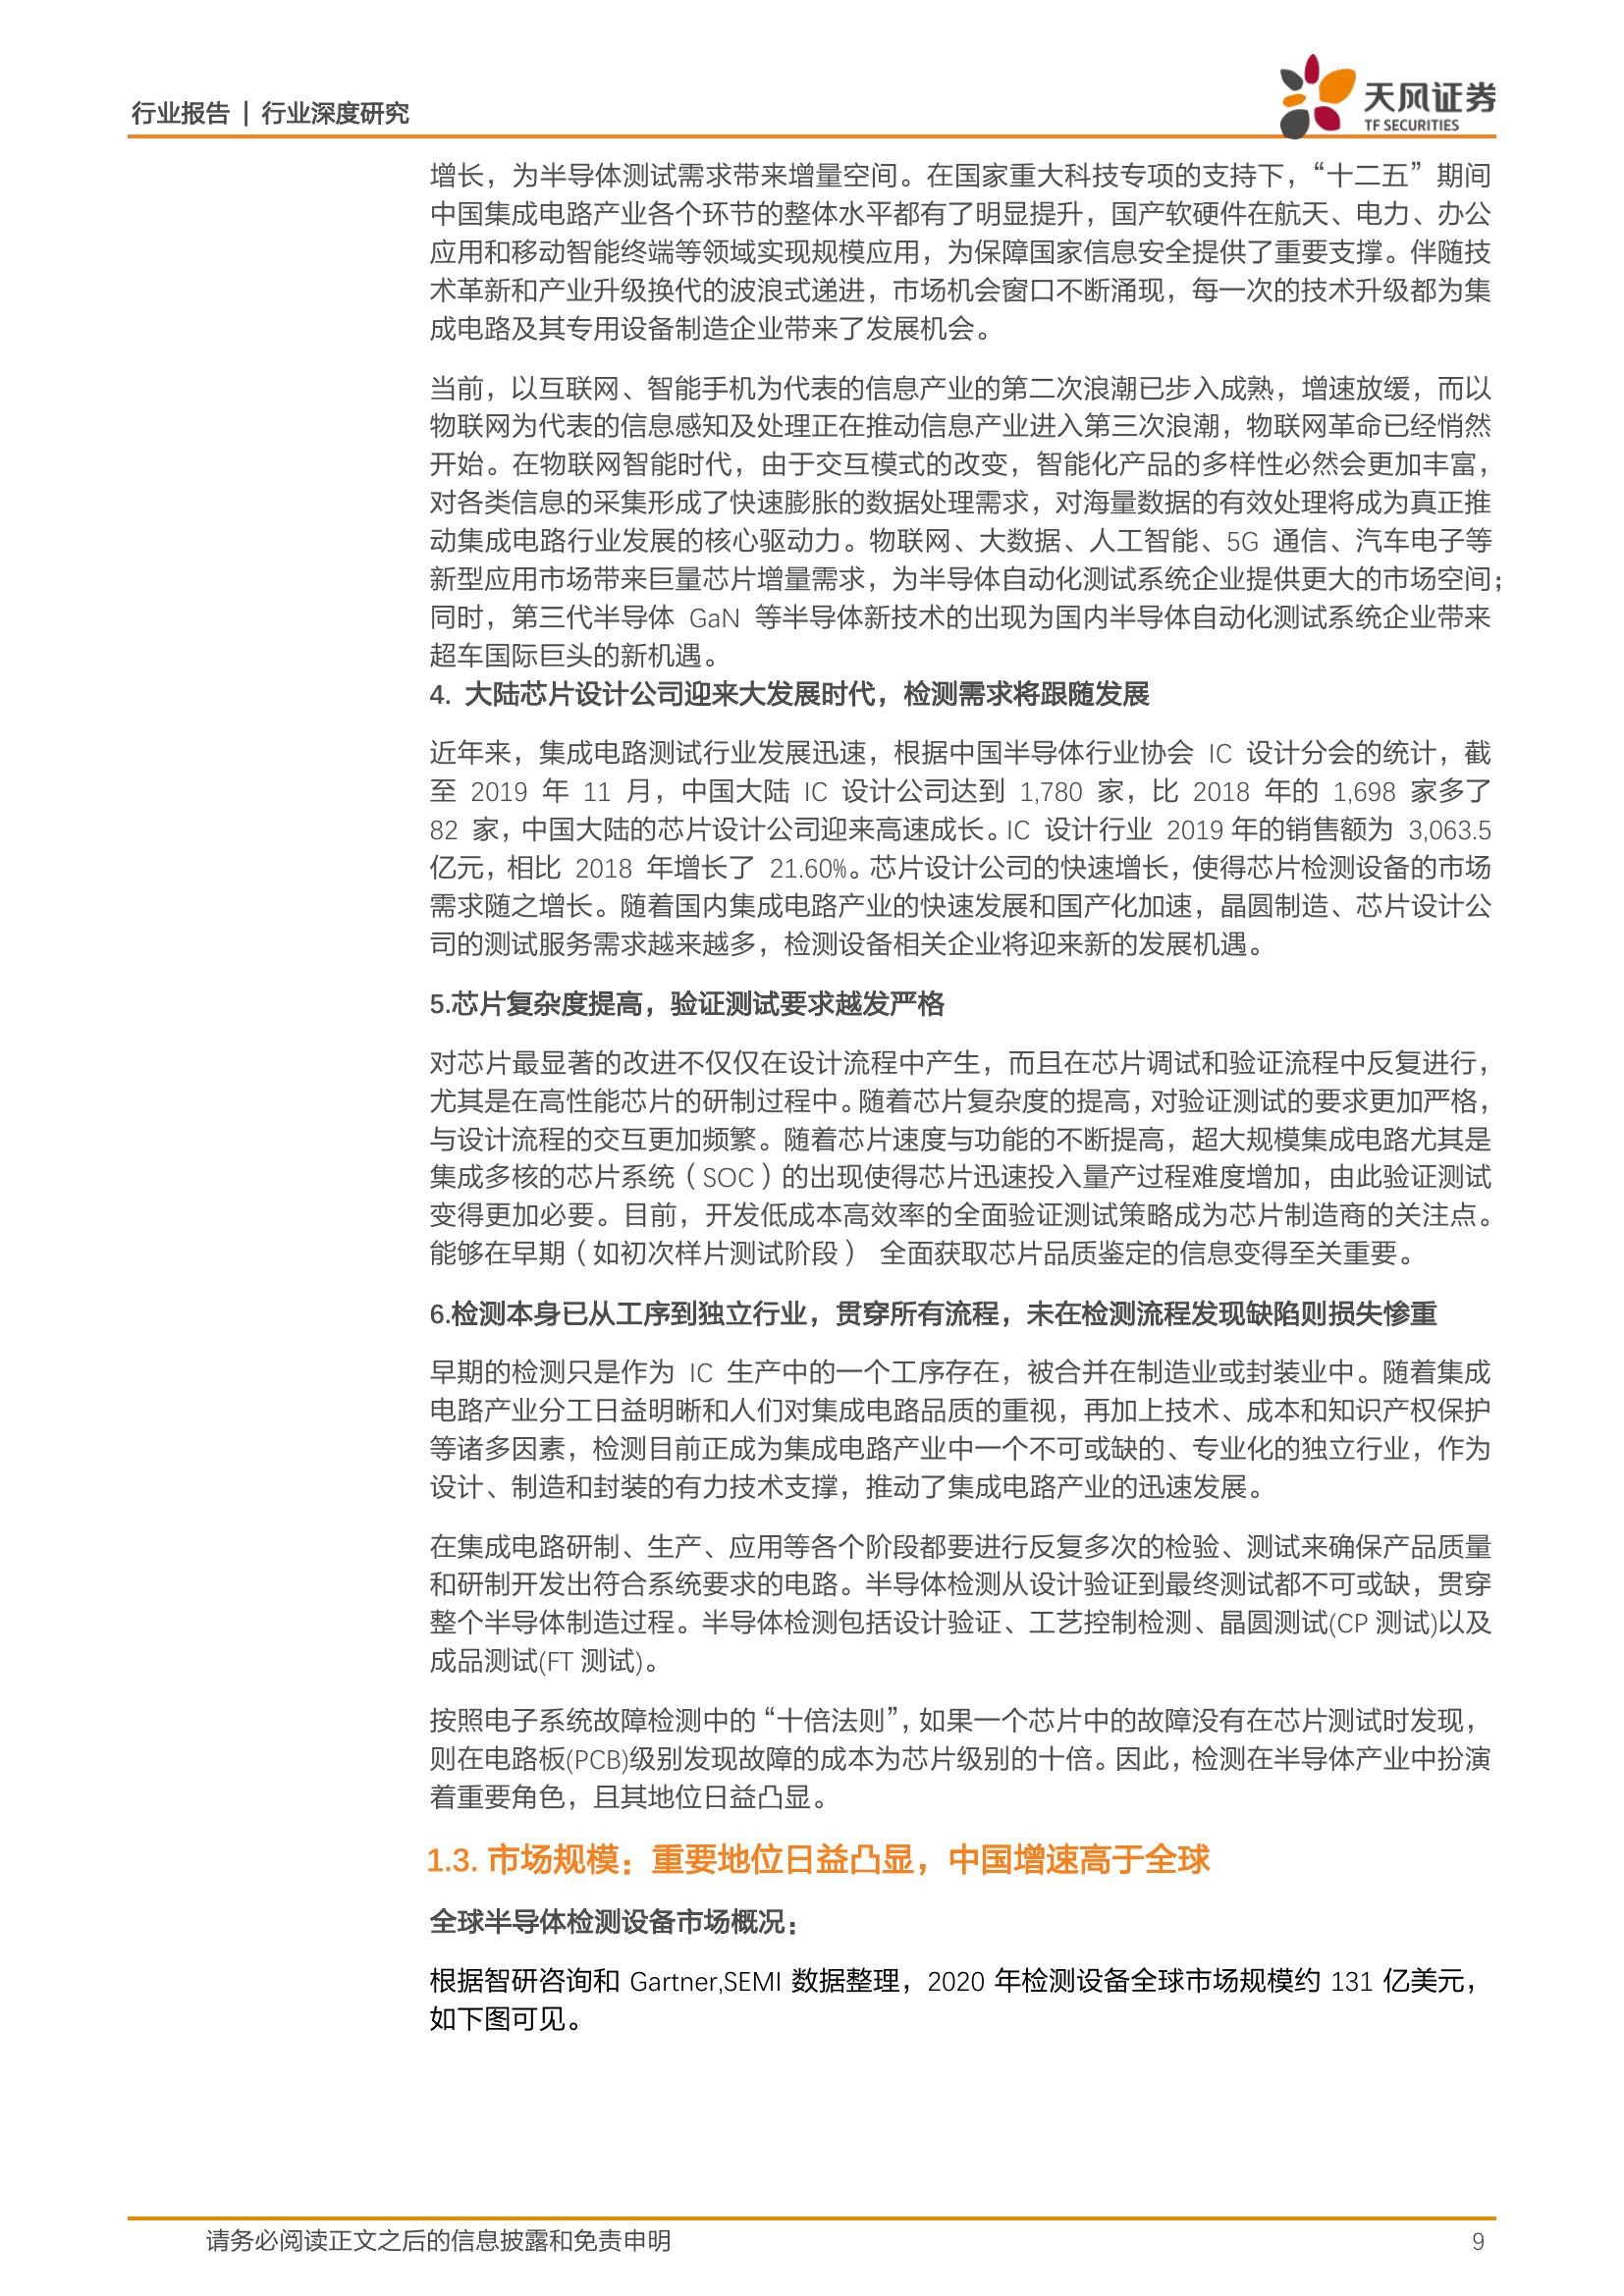 行业报告 | 行业深度研究
天风证券
TF SECURITIES
增长，为半导体测试需求带来增量空间。在国家重大科技专项的支持下，“十二五”期间
中国集成电路产业各个环节的整体水平都有了明显提升，国产软硬件在航天、电力、办公
应用和移动智能终端等领域实现规模应用，为保障国家信息安全提供了重要支撑。伴随技
术革新和产业升级换代的波浪式递进，市场机会窗口不断涌现，每一次的技术升级都为集
成电路及其专用设备制造企业带来了发展机会。
当前，以互联网、智能手机为代表的信息产业的第二次浪潮已步入成熟，增速放缓，而以
物联网为代表的信息感知及处理正在推动信息产业进入第三次浪潮，物联网革命已经悄然
开始。在物联网智能时代，由于交互模式的改变，智能化产品的多样性必然会更加丰富，
对各类信息的采集形成了快速膨胀的数据处理需求，对海量数据的有效处理将成为真正推
动集成电路行业发展的核心驱动力。物联网、大数据、人工智能、5G 通信、汽车电子等
新型应用市场带来巨量芯片增量需求，为半导体自动化测试系统企业提供更大的市场空间；
同时，第三代半导体 GaN 等半导体新技术的出现为国内半导体自动化测试系统企业带来
超车国际巨头的新机遇。
4. 大陆芯片设计公司迎来大发展时代，检测需求将跟随发展
近年来，集成电路测试行业发展迅速，根据中国半导体行业协会 IC 设计分会的统计，截
至 2019 年 11 月，中国大陆 IC 设计公司达到 1,780 家，比 2018 年的 1,698 家多了
82 家，中国大陆的芯片设计公司迎来高速成长。IC 设计行业 2019 年的销售额为 3,063.5
亿元，相比 2018 年增长了 21.60%。芯片设计公司的快速增长，使得芯片检测设备的市场
需求随之增长。随着国内集成电路产业的快速发展和国产化加速，晶圆制造、芯片设计公
司的测试服务需求越来越多，检测设备相关企业将迎来新的发展机遇。
5.芯片复杂度提高，验证测试要求越发严格
对芯片最显著的改进不仅仅在设计流程中产生，而且在芯片调试和验证流程中反复进行，
尤其是在高性能芯片的研制过程中。随着芯片复杂度的提高，对验证测试的要求更加严格，
与设计流程的交互更加频繁。随着芯片速度与功能的不断提高，超大规模集成电路尤其是
集成多核的芯片系统（SOC）的出现使得芯片迅速投入量产过程难度增加，由此验证测试
变得更加必要。目前，开发低成本高效率的全面验证测试策略成为芯片制造商的关注点。
能够在早期（如初次样片测试阶段） 全面获取芯片品质鉴定的信息变得至关重要。
6.检测本身已从工序到独立行业，贯穿所有流程，未在检测流程发现缺陷则损失惨重
早期的检测只是作为 IC 生产中的一个工序存在，被合并在制造业或封装业中。随着集成
电路产业分工日益明晰和人们对集成电路品质的重视，再加上技术、成本和知识产权保护
等诸多因素，检测目前正成为集成电路产业中一个不可或缺的、专业化的独立行业，作为
设计、制造和封装的有力技术支撑，推动了集成电路产业的迅速发展。
在集成电路研制、生产、应用等各个阶段都要进行反复多次的检验、测试来确保产品质量
和研制开发出符合系统要求的电路。半导体检测从设计验证到最终测试都不可或缺，贯穿
整个半导体制造过程。半导体检测包括设计验证、工艺控制检测、晶圆测试(CP 测试)以及
成品测试(FT 测试)。
按照电子系统故障检测中的“十倍法则”，如果一个芯片中的故障没有在芯片测试时发现，
则在电路板(PCB)级别发现故障的成本为芯片级别的十倍。因此，检测在半导体产业中扮演
着重要角色，且其地位日益凸显。
1.3. 市场规模：重要地位日益凸显，中国增速高于全球
全球半导体检测设备市场概况：
根据智研咨询和 Gartner,SEMI 数据整理，2020 年检测设备全球市场规模约 131 亿美元，
如下图可见。
请务必阅读正文之后的信息披露和免责申明
9